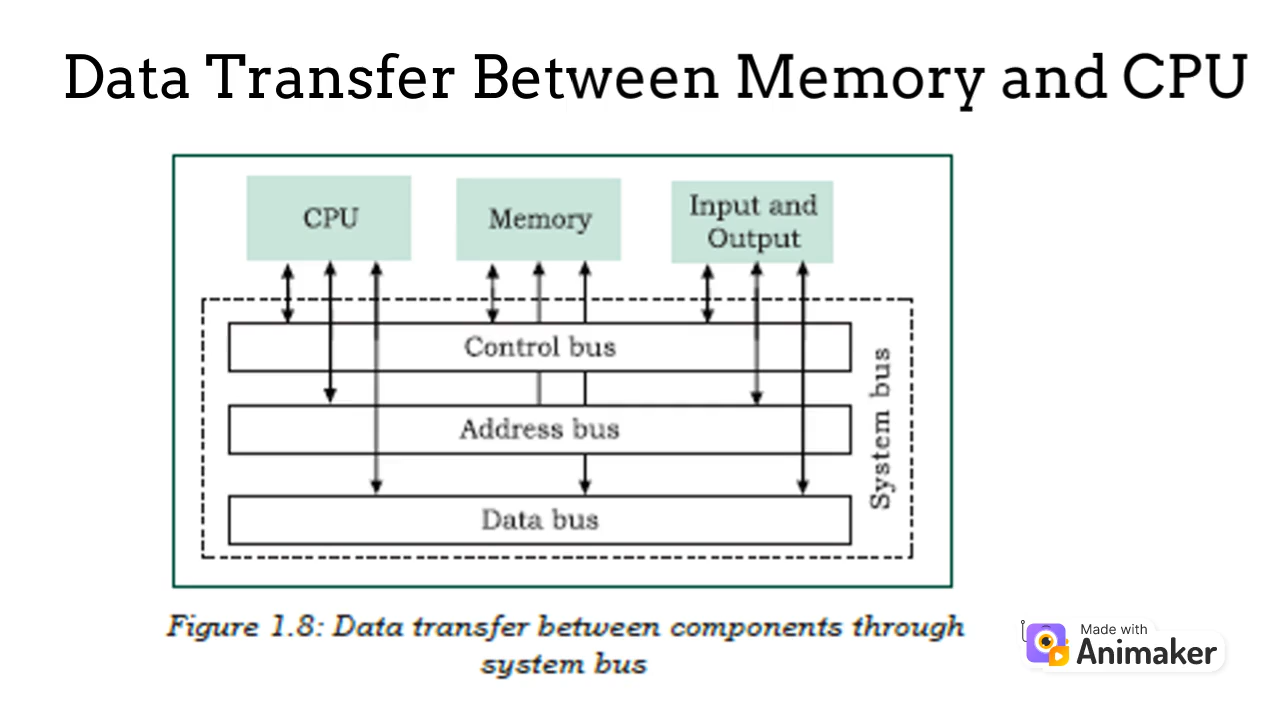 Data Transfer Between Memory and CPU
CPU
Memory
Input and
Output
Control bus
Address bus
Data bus
System bus
Figure 1.8: Data transfer between components through
system bus
Made with
Animaker